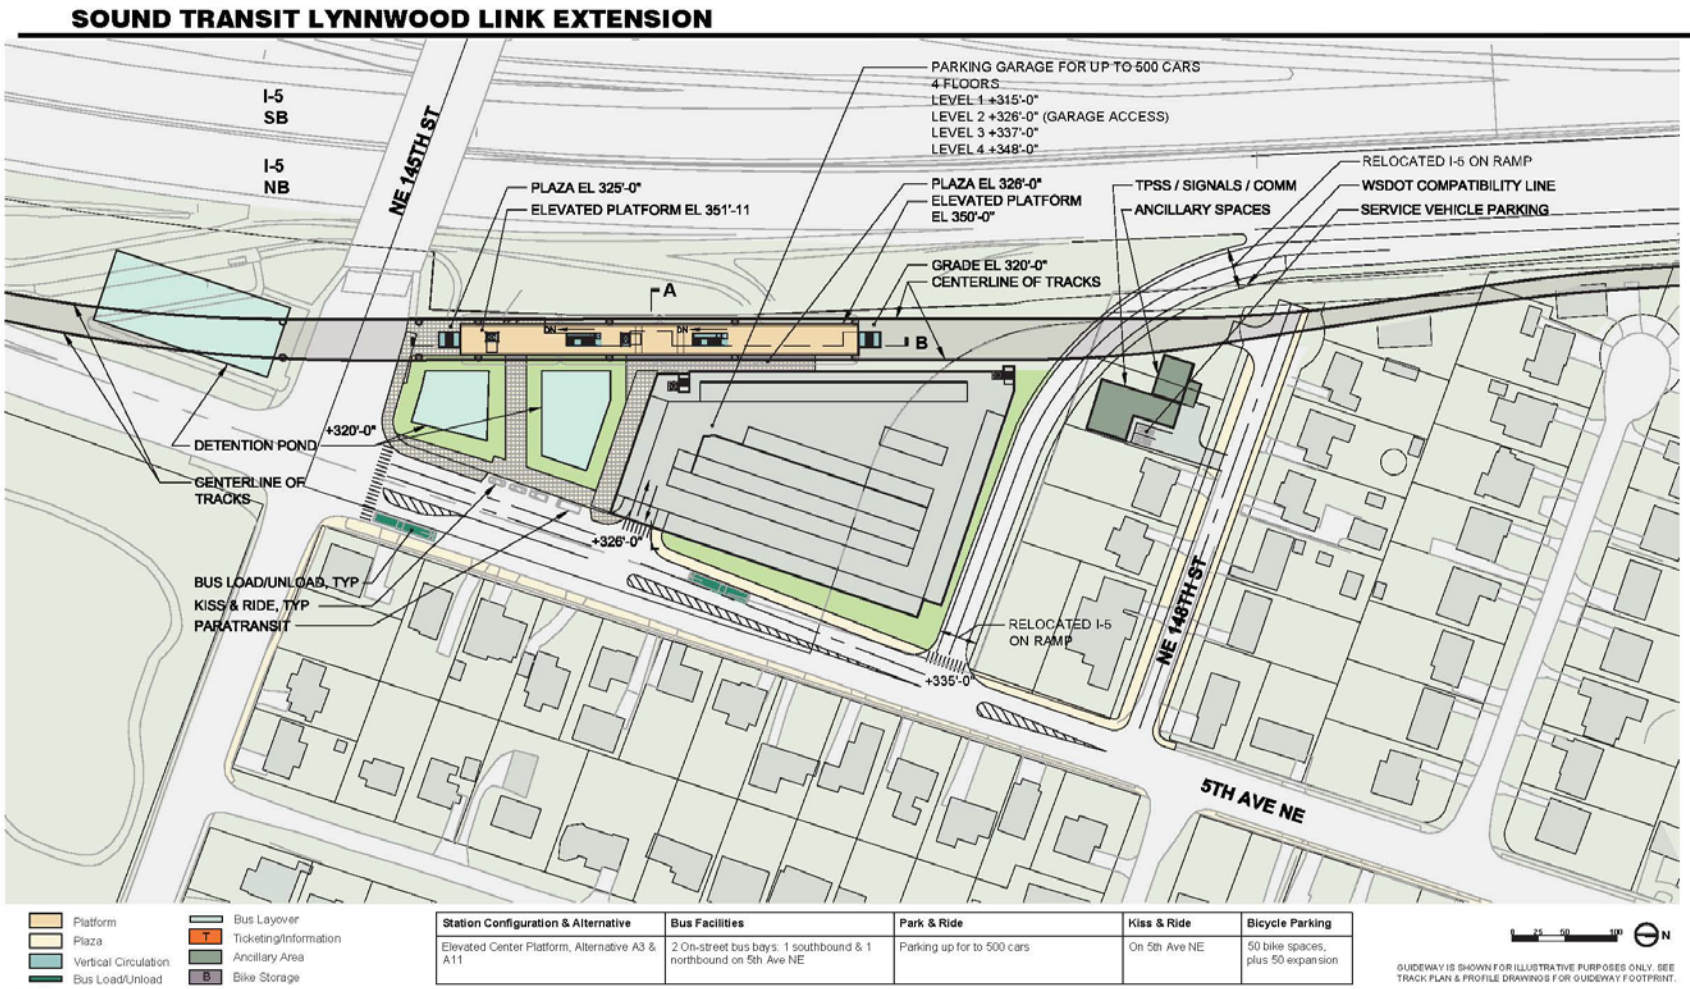 SOUND TRANSIT LYNNWOOD LINK EXTENSION
I-5
SB
I-5
NB
NE 145TH ST
PARKING GARAGE FOR UP TO 500 CARS
4 FLOORS
LEVEL 1 +315'-0"
LEVEL 2 +326'-0" (GARAGE ACCESS)
LEVEL 3 +337'-0"
LEVEL 4 +348'-0"
PLAZA EL 325'-0"
ELEVATED PLATFORM EL 351'-11
PLAZA EL 326'-0"
ELEVATED PLATFORM
EL 350'-0"
TPSS / SIGNALS / COMM
ANCILLARY SPACES
RELOCATED I-5 ON RAMP
WSDOT COMPATIBILITY LINE
SERVICE VEHICLE PARKING
GRADE EL 320'-0"
CENTERLINE OF TRACKS
A
DN
DN
B
+320'-0"
DETENTION POND
CENTERLINE OF
TRACKS
+326'-0"
BUS LOAD/UNLOAD, TYP
KISS & RIDE, TYP
PARATRANSIT
RELOCATED I-5
ON RAMP
+335'-0"
NE 148TH ST
5TH AVE NE
Platform
Plaza
Vertical Circulation
Bus Load/Unload
Bus Layover
T Ticketing/Information
Ancillary Area
B Bike Storage
Station Configuration & Alternative
Elevated Center Platform, Alternative A3 &
A11
Bus Facilities
2 On-street bus bays: 1 southbound & 1
northbound on 5th Ave NE
Park & Ride
Parking up for to 500 cars
Kiss & Ride
On 5th Ave NE
Bicycle Parking
50 bike spaces,
plus 50 expansion
0 25 50 100
N
GUIDEWAY IS SHOWN FOR ILLUSTRATIVE PURPOSES ONLY. SEE
TRACK PLAN & PROFILE DRAWINGS FOR GUIDEWAY FOOTPRINT.